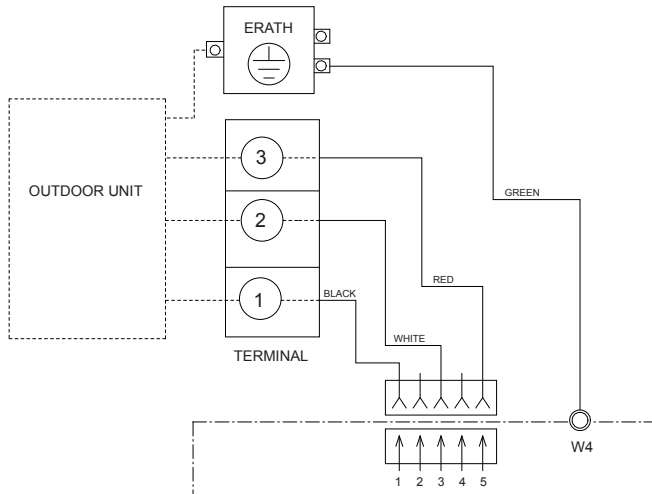 ERATH
3
OUTDOOR UNIT
2
GREEN
RED
1
BLACK
WHITE
TERMINAL
W4
1 2 3 4 5